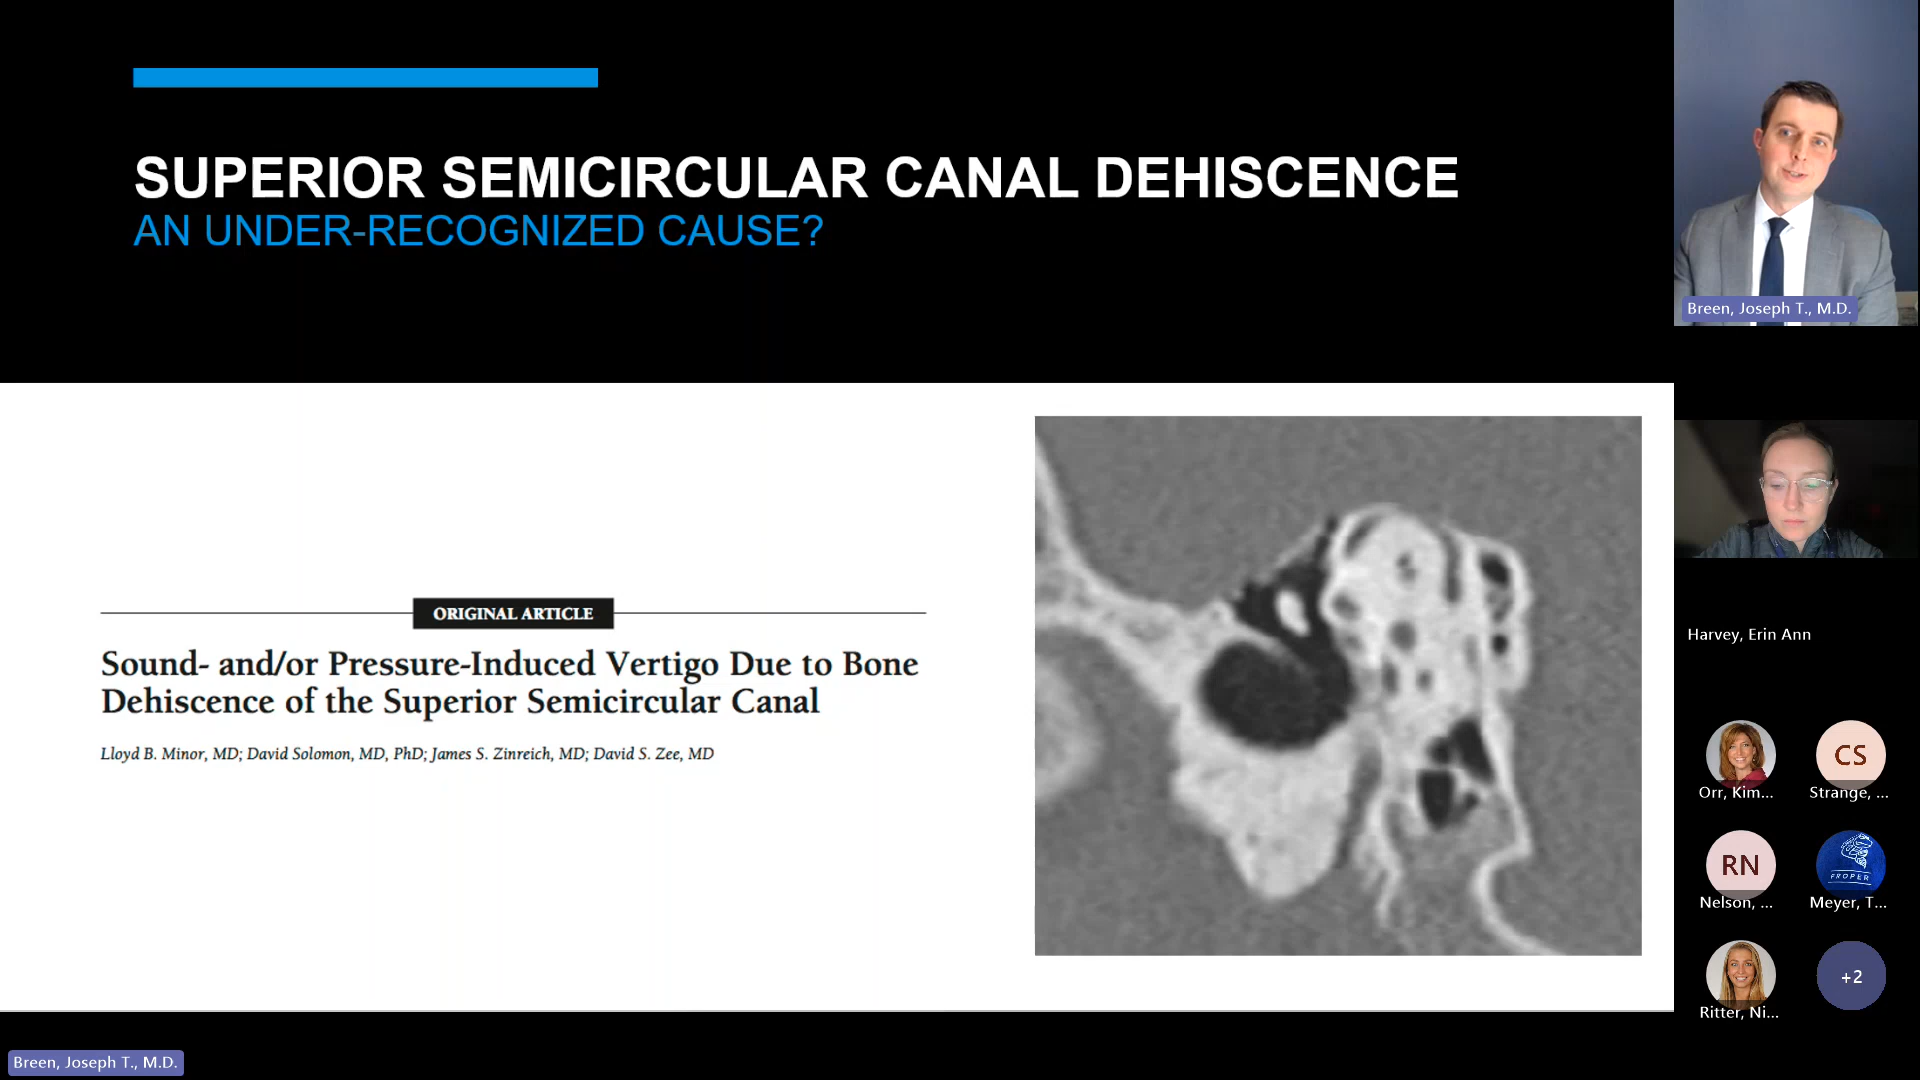 SUPERIOR SEMICIRCULAR CANAL DEHISCENCE
AN UNDER-RECOGNIZED CAUSE?
ORIGINAL ARTICLE
Sound- and/or Pressure-Induced Vertigo Due to Bone
Dehiscence of the Superior Semicircular Canal
Lloyd B. Minor, MD; David Solomon, MD, PhD; James S. Zinreich, MD; David S. Zee, MD
Breen, Joseph T., M.D.
Harvey, Erin Ann
Orr, Kim...
CS
Strange, ...
RN
Nelson, ...
PROPER
Meyer, T...
Ritter, Ni...
+2
Breen, Joseph T., M.D.